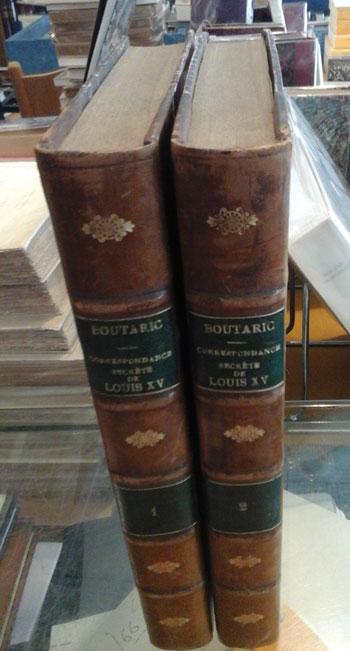 BOUTARIC
CORRESPONDANCE
SECRÈTE
DE
LOUIS XV
1
BOUTARIC
CORRESPONDANCE
SECRÈTE
DE
LOUIS XV
2